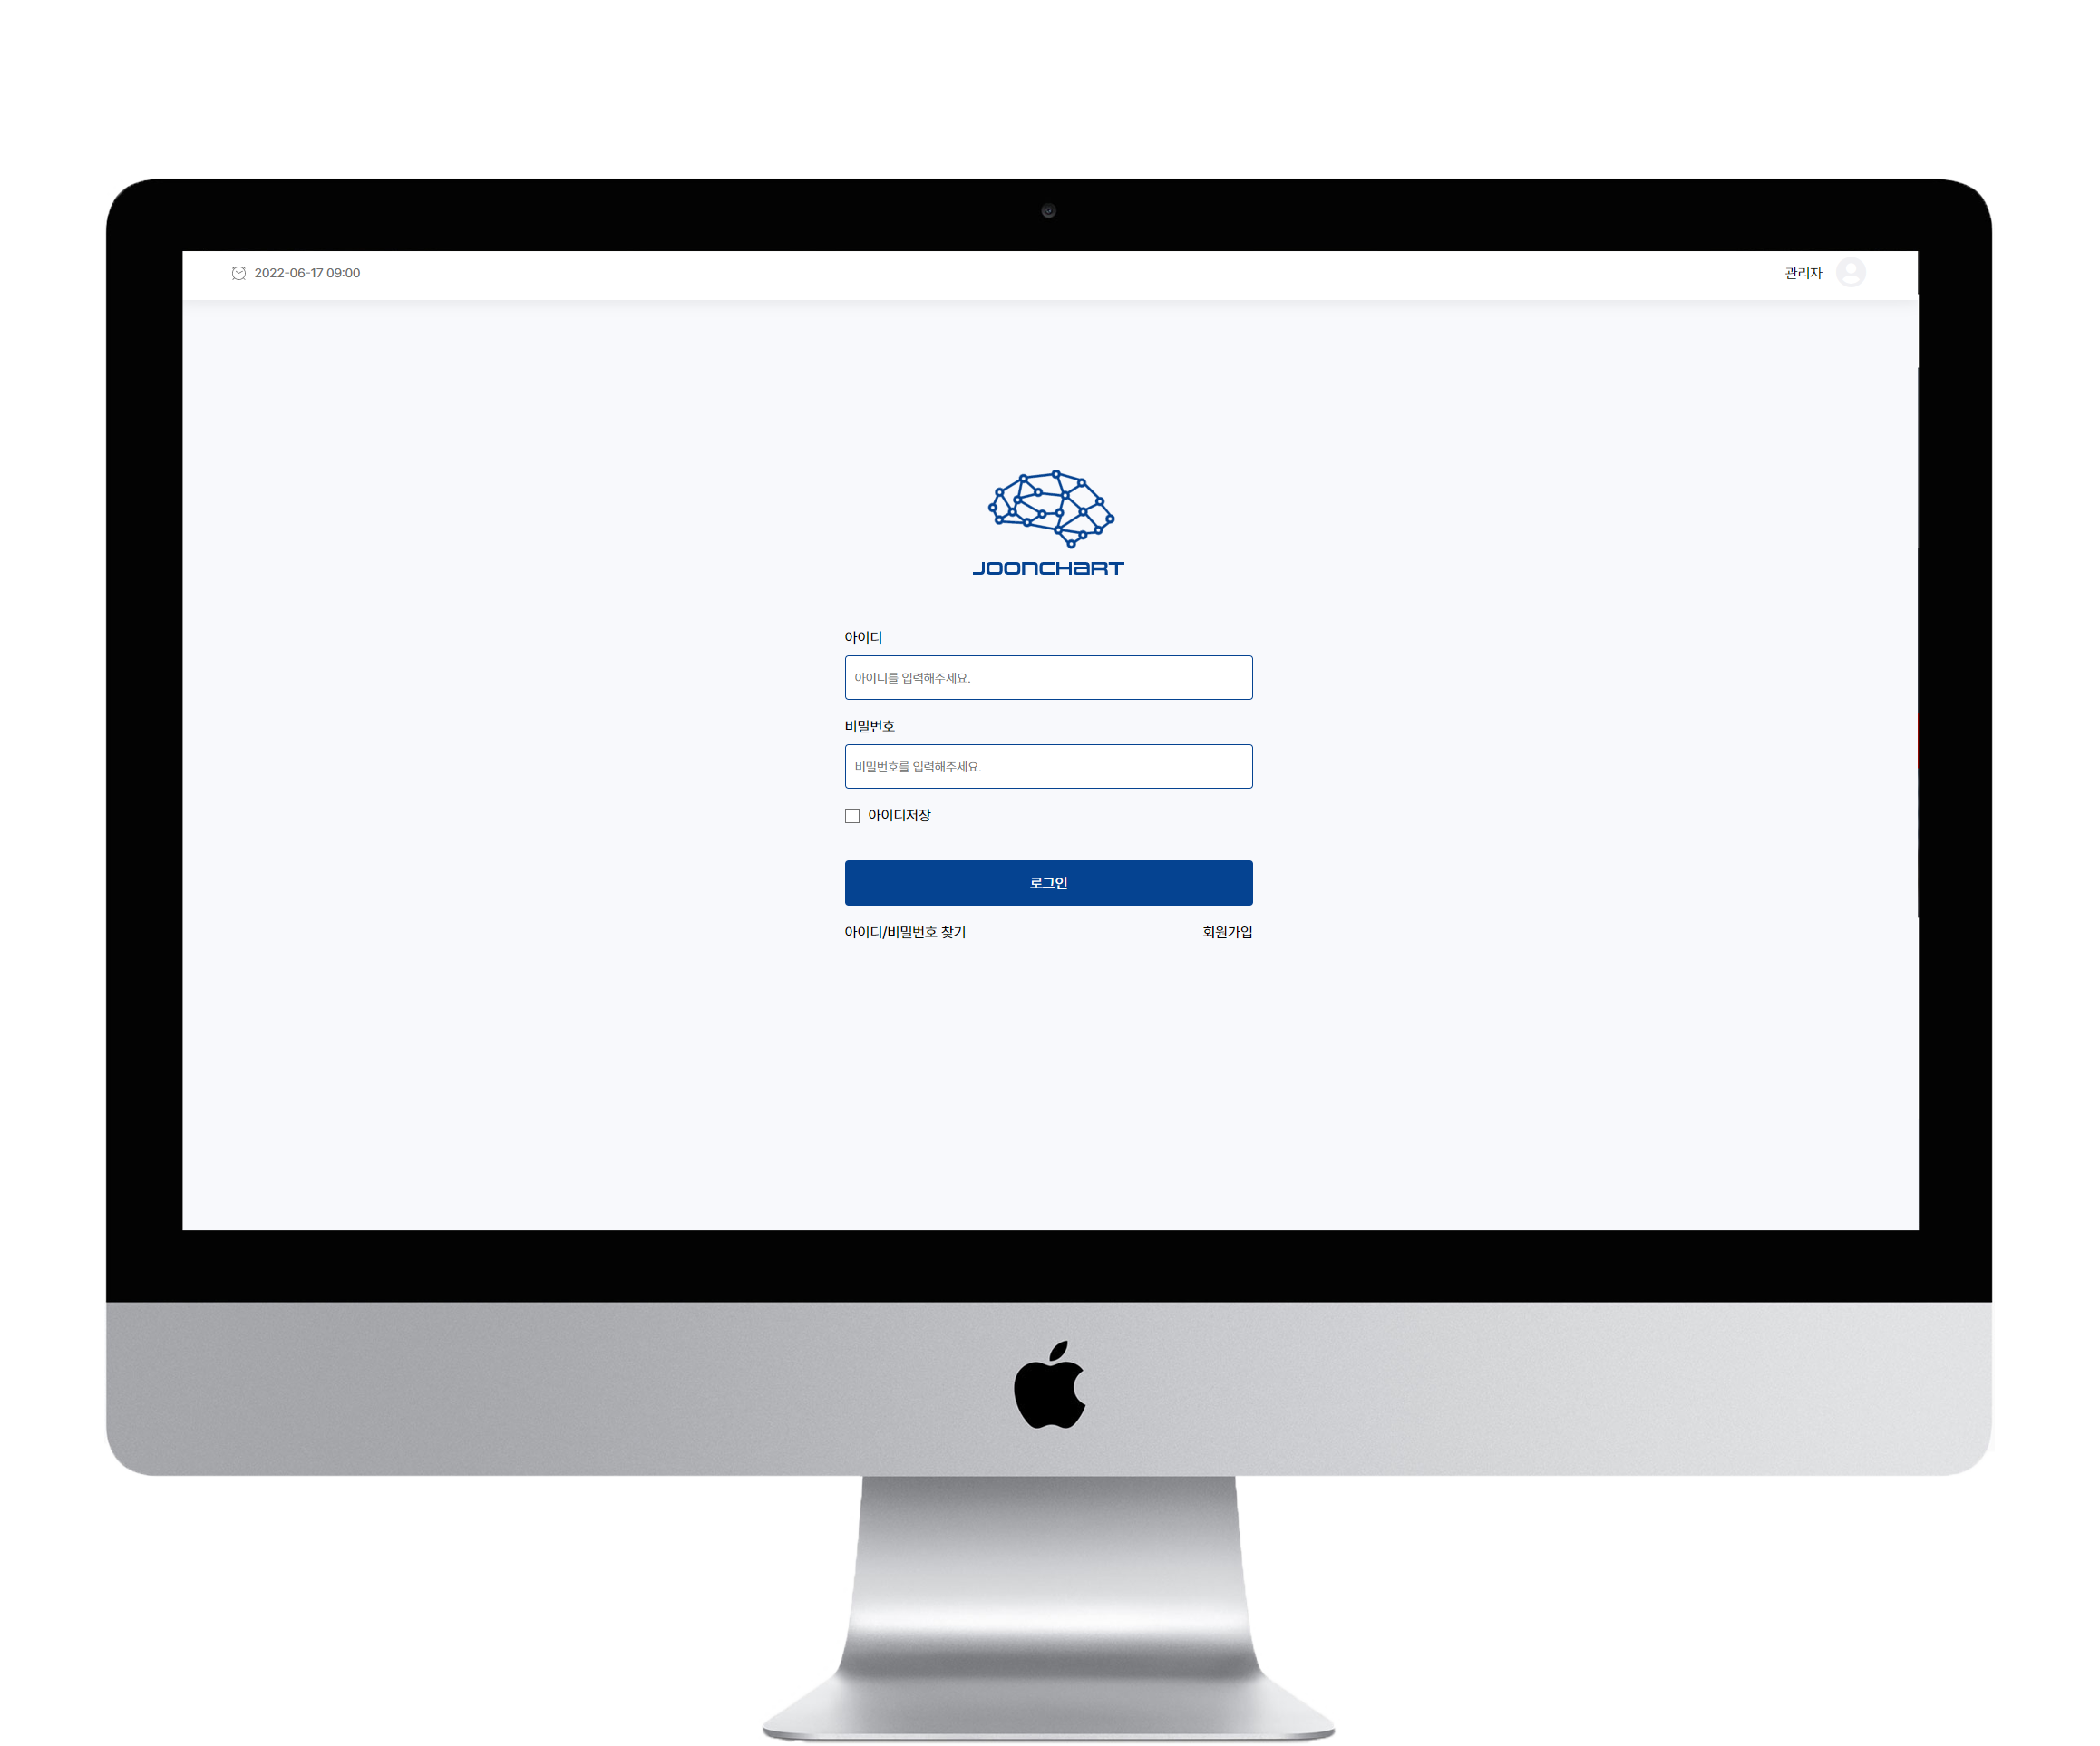 2022-06-17 09:00
관리자
JOONCHART
아이디
아이디를 입력해주세요.
비밀번호
비밀번호를 입력해주세요.
아이디저장
로그인
아이디/비밀번호 찾기
회원가입